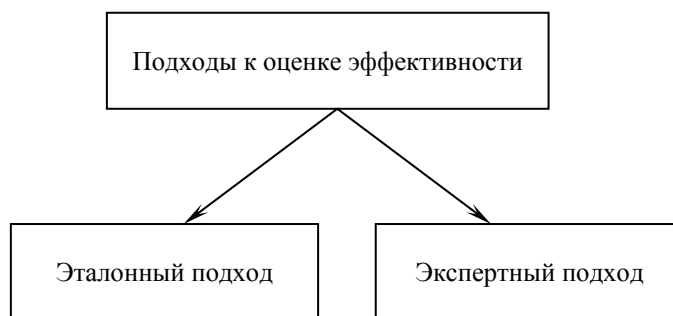 Подходы к оценке эффективности
Эталонный подход
Экспертный подход